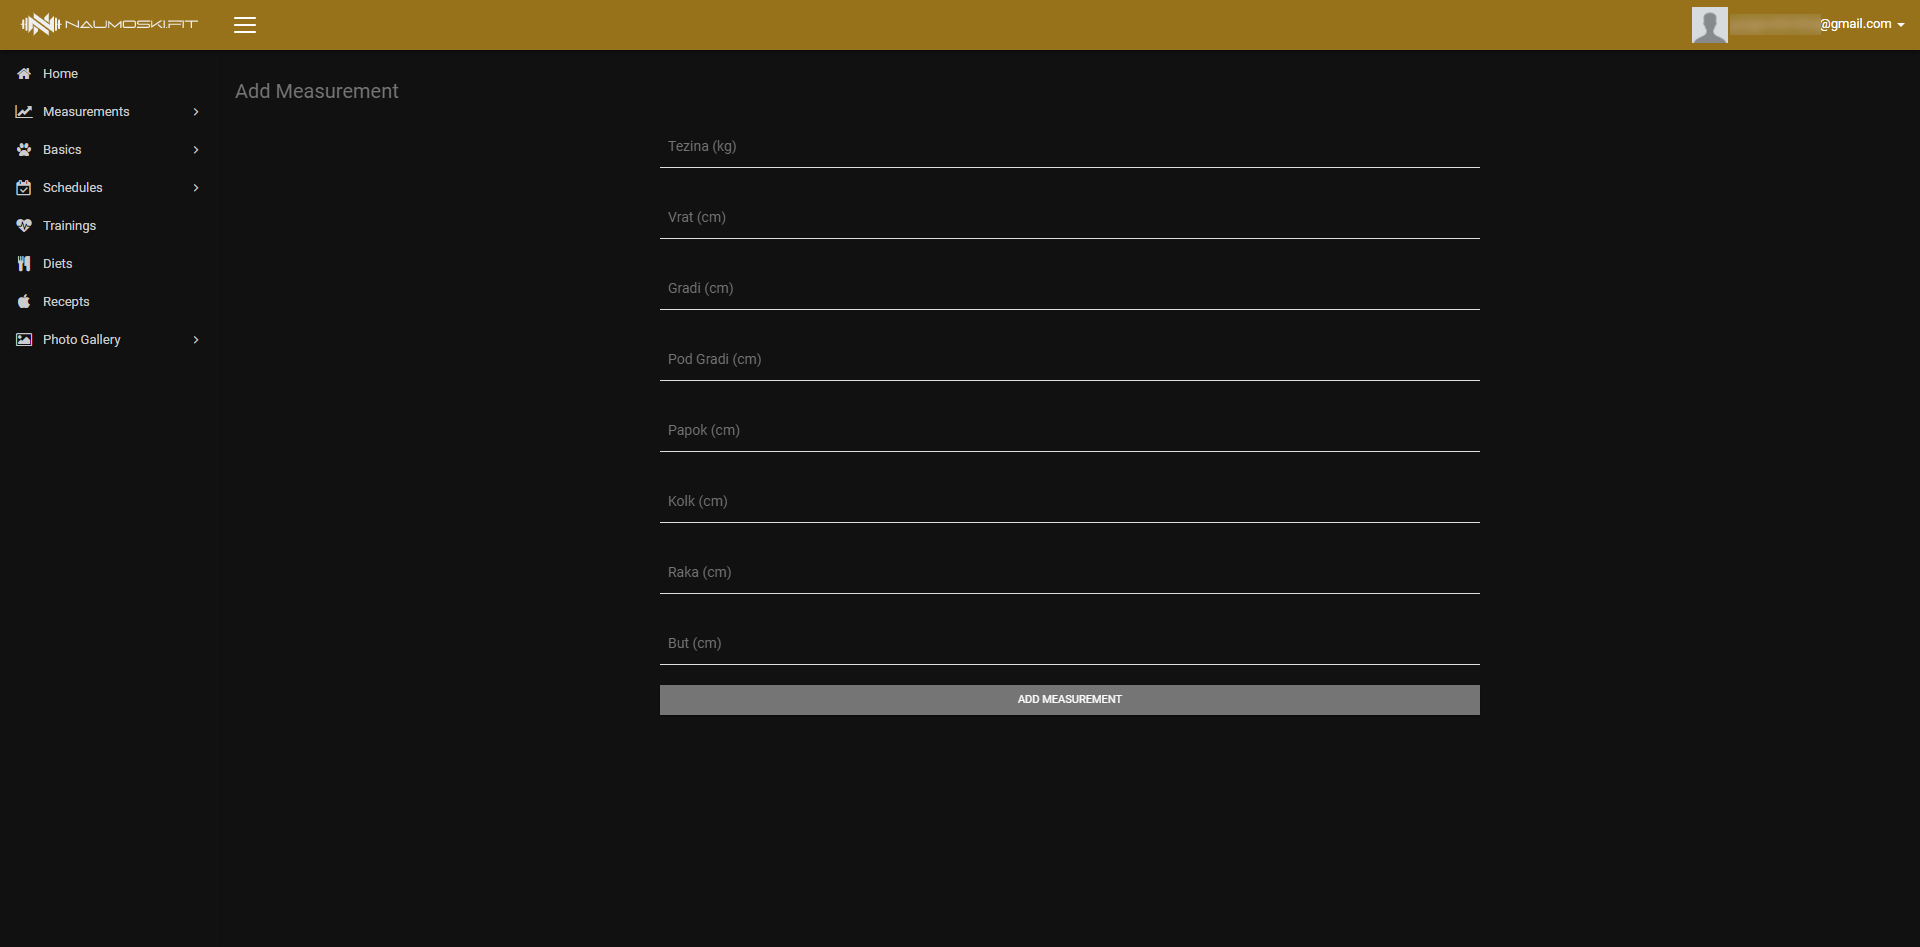 NAUMOSKI.FIT
@gmail.com
Home
Measurements
Basics
Schedules
Trainings
Diets
Recepts
Photo Gallery
Add Measurement
Tezina (kg)
Vrat (cm)
Gradi (cm)
Pod Gradi (cm)
Papok (cm)
Kolk (cm)
Raka (cm)
But (cm)
ADD MEASUREMENT